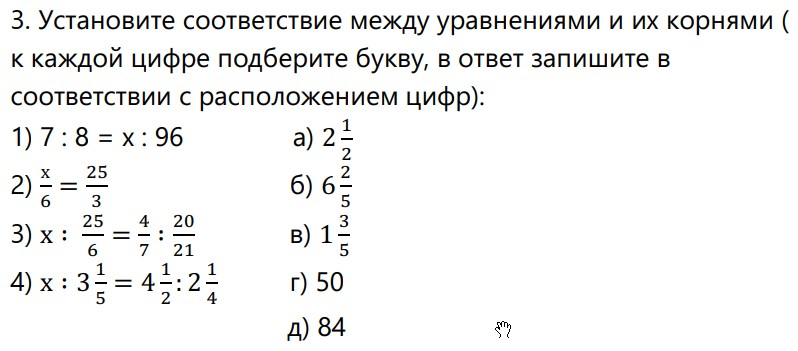 3. Установите соответствие между уравнениями и их корнями (
к каждой цифре подберите букву, в ответ запишите в
соответствии с расположением цифр):
1) 7 : 8 = x : 96 а) 2 1/2
2) x/6 = 25/3 б) 6 2/5
3) x : 25/6 = 4/7 : 20/21 в) 1 3/5
4) x : 3 1/5 = 4 1/2 : 2 1/4 г) 50
д) 84